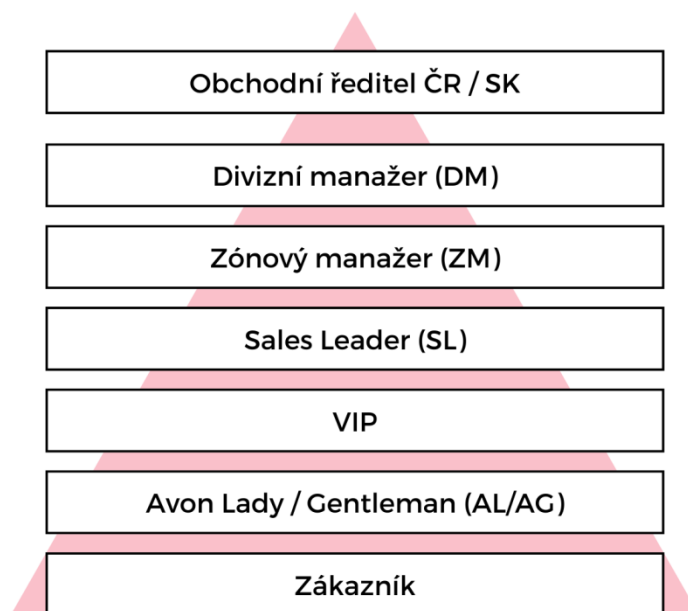 Obchodní ředitel ČR / SK
Divizní manažer (DM)
Zónový manažer (ZM)
Sales Leader (SL)
VIP
Avon Lady / Gentleman (AL/AG)
Zákazník